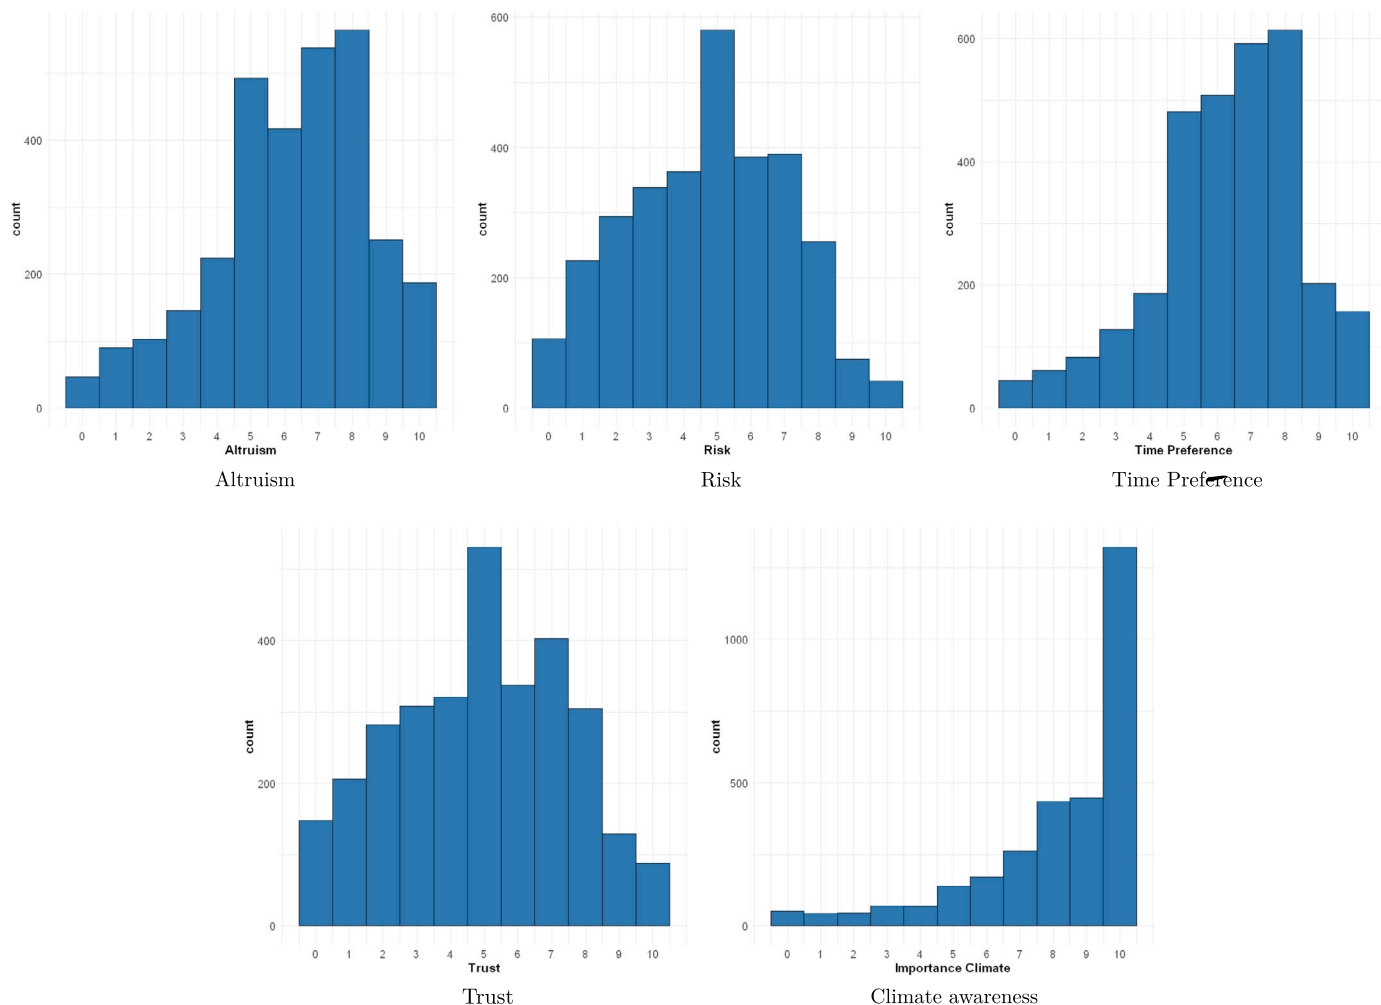 count
400
200
0
0 1 2 3 4 5 6 7 8 9 10
Altruism
Altruism
count
600
400
200
0
0 1 2 3 4 5 6 7 8 9 10
Risk
Risk
count
600
400
200
0
0 1 2 3 4 5 6 7 8 9 10
Time Preference
Time Preference
count
400
200
0
0 1 2 3 4 5 6 7 8 9 10
Trust
Trust
count
1000
500
0
0 1 2 3 4 5 6 7 8 9 10
Importance Climate
Climate awareness